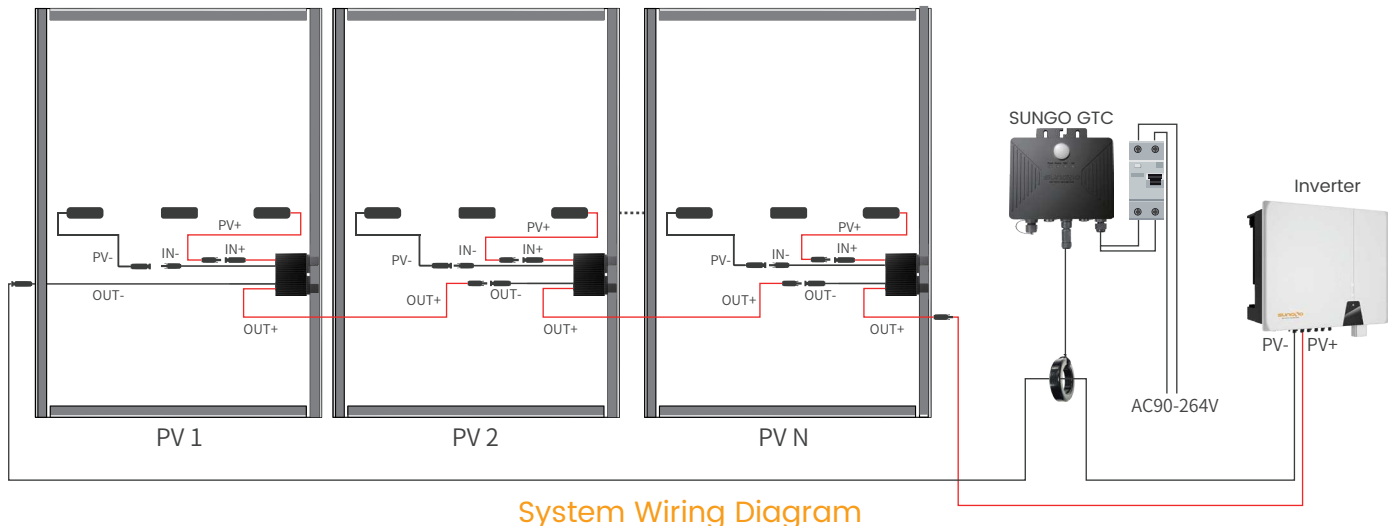 SUNGO GTC
Inverter
PV+
PV-
IN-
IN+
OUT-
OUT+
PV+
PV-
IN-
IN+
OUT+
OUT-
OUT+
PV+
PV-
IN-
IN+
OUT+
OUT-
OUT+
SUNGO
PV- PV+
AC90-264V
PV 1
PV 2
PV N
System Wiring Diagram